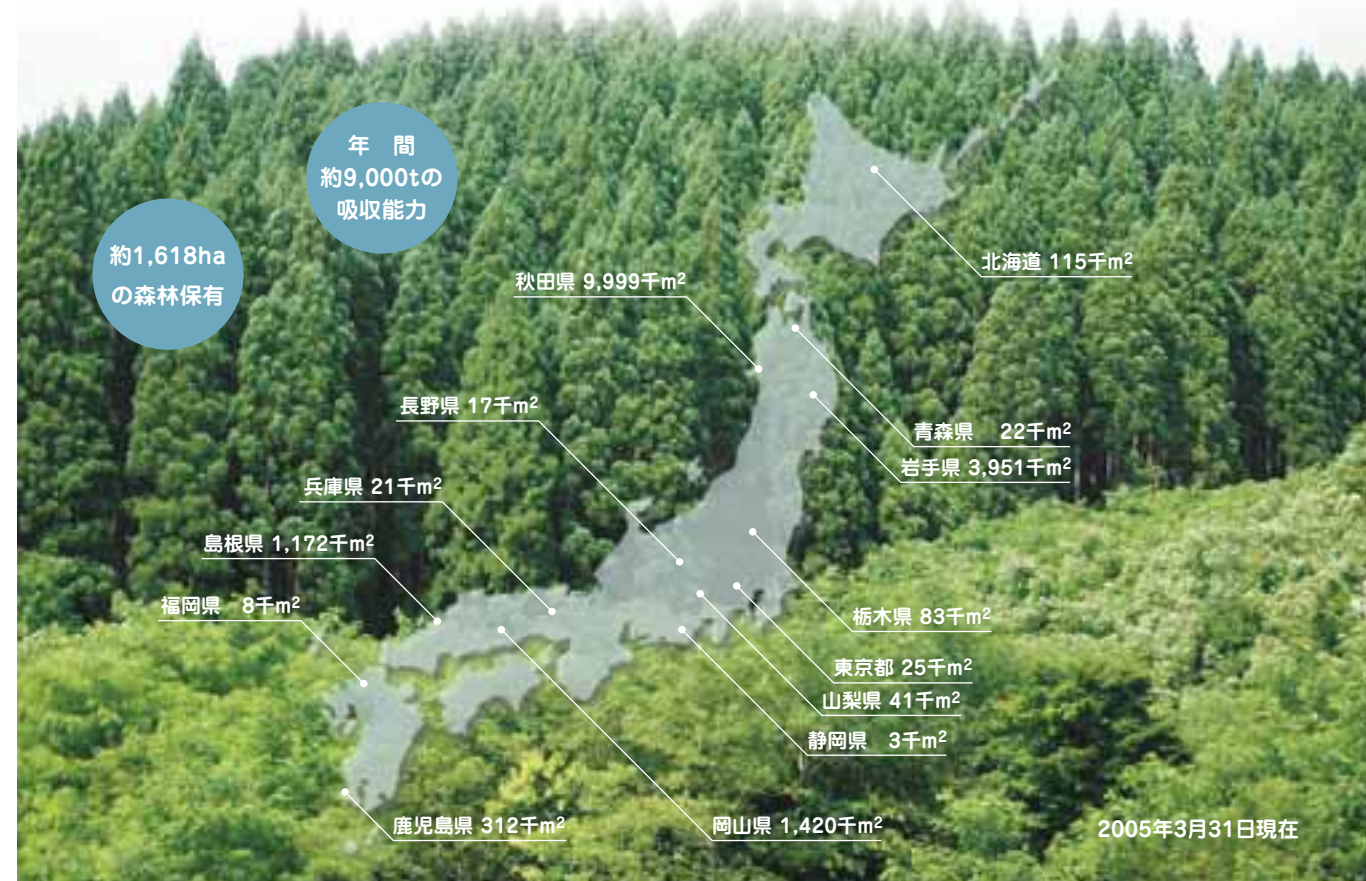 年　間
約9,000tの
吸収能力
約1,618ha
の森林保有
北海道 115千m²
秋田県 9,999千m²
長野県 17千m²
青森県　22千m²
岩手県 3,951千m²
兵庫県 21千m²
島根県 1,172千m²
福岡県　8千m²
栃木県 83千m²
東京都 25千m²
山梨県 41千m²
静岡県　3千m²
鹿児島県 312千m²
岡山県 1,420千m²
2005年3月31日現在